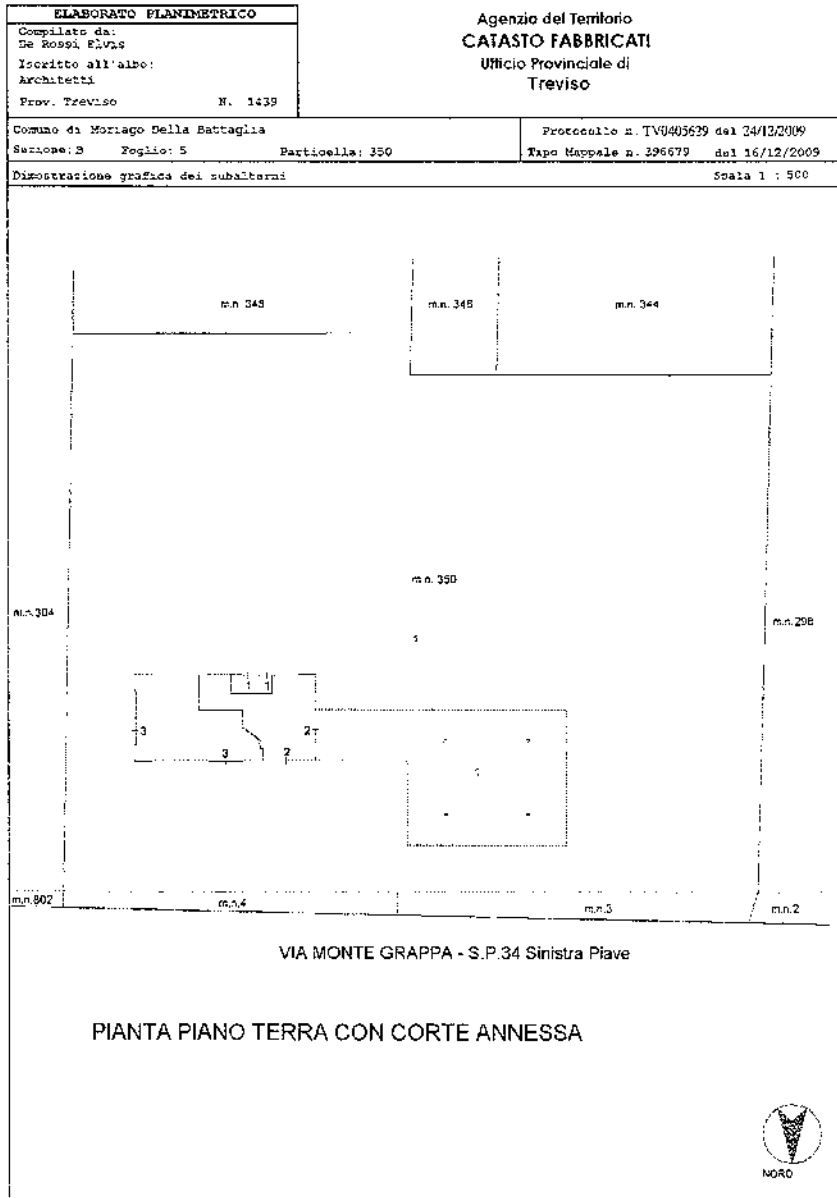 ELABORATO PLANIMETRICO
Compilato da:
De Rossi Elvis
Iscritto all'albo:
Architetti
Prov. Treviso N. 1439
Agenzia del Territorio
CATASTO FABBRICATI
Ufficio Provinciale di
Treviso
Comune di Moriago Della Battaglia
Protocollo n. TV0405639 del 24/12/2009
Sezione: B Foglio: 5 Particella: 350
Tipo Mappale n. 396679 del 16/12/2009
Dimostrazione grafica dei subalterni
Scala 1 : 500
m.n. 344
m.n. 350
m.n. 304
m.n. 298
1 1
3
2
3
2
m.n. 802
m.n. 4
m.n. 3
m.n. 2
VIA MONTE GRAPPA - S.P.34 Sinistra Piave
PIANTA PIANO TERRA CON CORTE ANNESSA
NORD